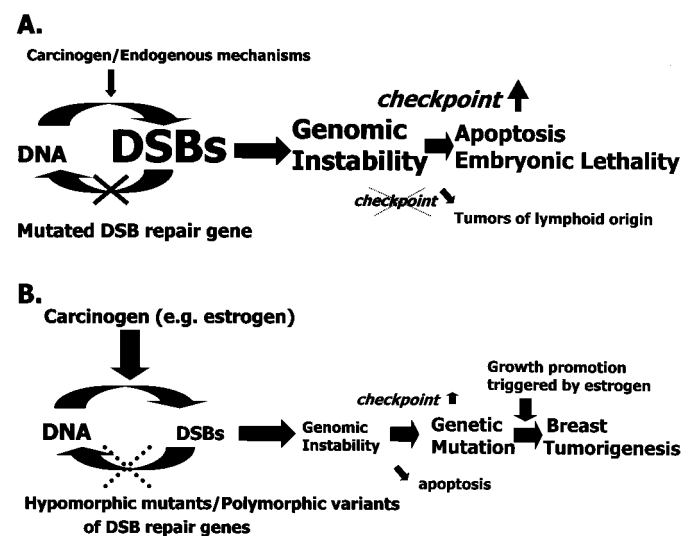 A.
Carcinogen/Endogenous mechanisms
checkpoint
DNA
DSBs
Genomic
Instability
Apoptosis
Embryonic Lethality
checkpoint
Tumors of lymphoid origin
Mutated DSB repair gene
B.
Carcinogen (e.g. estrogen)
Growth promotion
triggered by estrogen
checkpoint
DNA
DSBs
Genomic
Instability
Genetic
Mutation
Breast
Tumorigenesis
apoptosis
Hypomorphic mutants/Polymorphic variants
of DSB repair genes